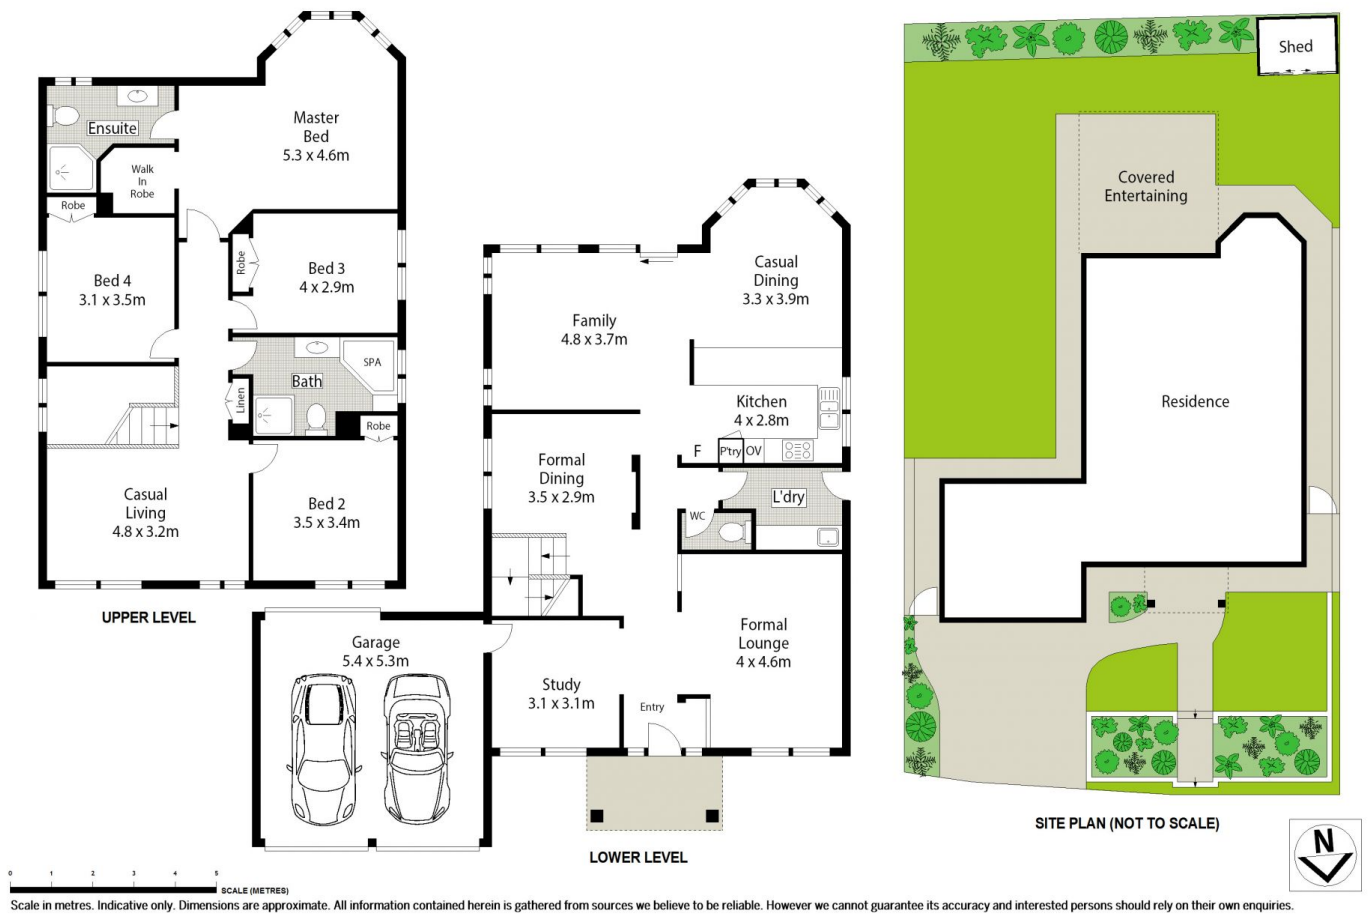 Ensuite
Master
Bed
5.3 x 4.6m
Walk
In
Robe
Robe
Bed 4
3.1 x 3.5m
Robe
Bed 3
4 x 2.9m
Bath
SPA
Linen
Robe
Casual
Living
4.8 x 3.2m
Bed 2
3.5 x 3.4m
UPPER LEVEL
Casual
Dining
3.3 x 3.9m
Family
4.8 x 3.7m
Kitchen
4 x 2.8m
F
P'try
OV
Formal
Dining
3.5 x 2.9m
WC
L'dry
Formal
Lounge
4 x 4.6m
Garage
5.4 x 5.3m
Study
3.1 x 3.1m
Entry
LOWER LEVEL
Shed
Covered
Entertaining
Residence
SITE PLAN (NOT TO SCALE)
N
0 1 2 3 4 5
SCALE (METRES)
Scale in metres. Indicative only. Dimensions are approximate. All information contained herein is gathered from sources we believe to be reliable. However we cannot guarantee its accuracy and interested persons should rely on their own enquiries.